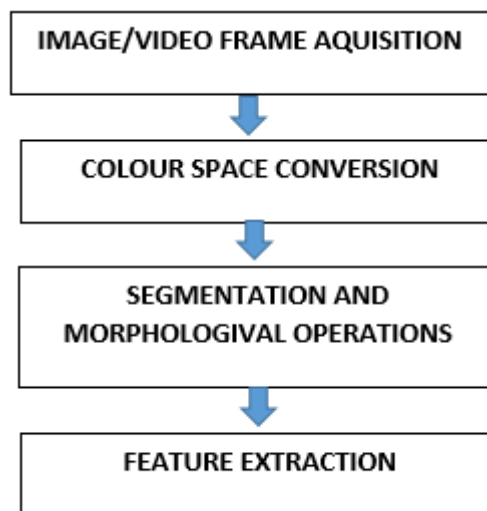 IMAGE/VIDEO FRAME AQUISITION
COLOUR SPACE CONVERSION
SEGMENTATION AND
MORPHOLOGIVAL OPERATIONS
FEATURE EXTRACTION